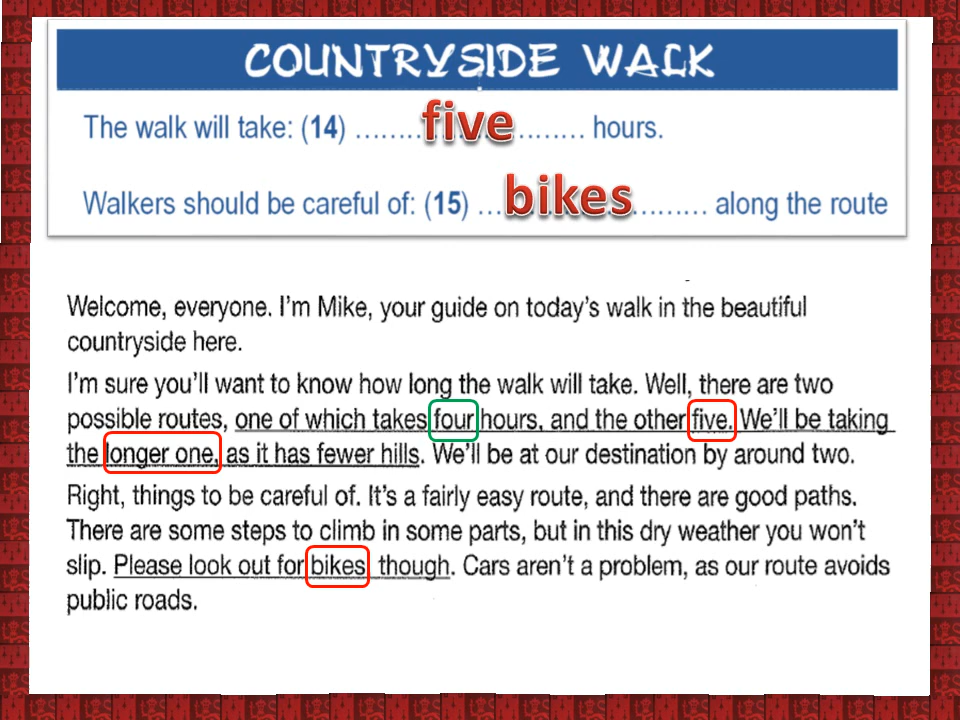 COUNTRYSIDE WALK
The walk will take: (14) ........five......... hours.
Walkers should be careful of: (15) ...bikes......... along the route
Welcome, everyone. I'm Mike, your guide on today's walk in the beautiful
countryside here.
I'm sure you'll want to know how long the walk will take. Well, there are two
possible routes, one of which takes four hours, and the other five. We'll be taking
the longer one, as it has fewer hills. We'll be at our destination by around two.
Right, things to be careful of. It's a fairly easy route, and there are good paths.
There are some steps to climb in some parts, but in this dry weather you won't
slip. Please look out for bikes, though. Cars aren't a problem, as our route avoids
public roads.